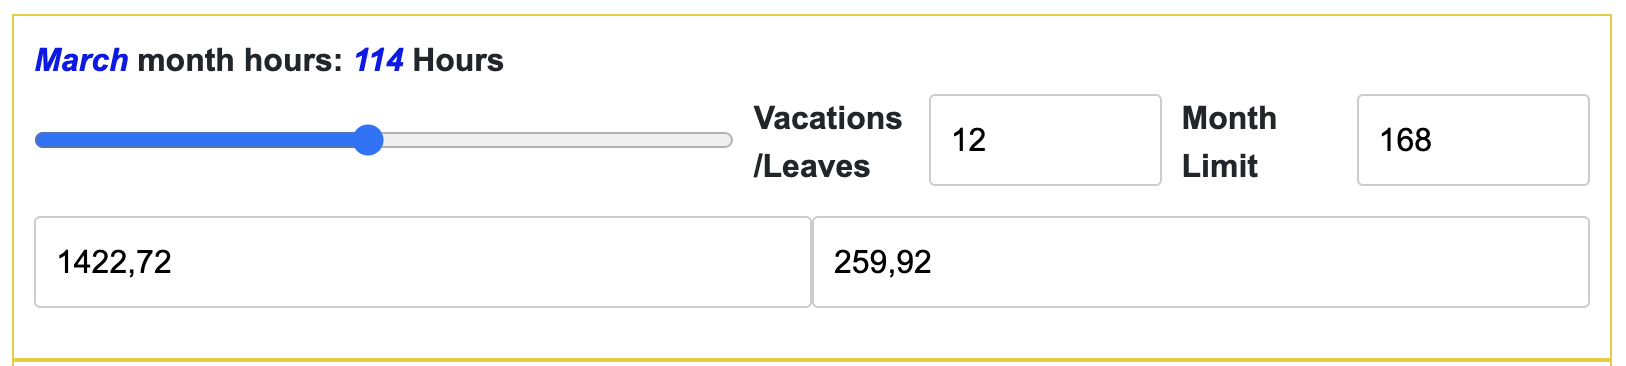 March month hours: 114 Hours
Vacations
/Leaves
12
Month
Limit
168
1422,72
259,92